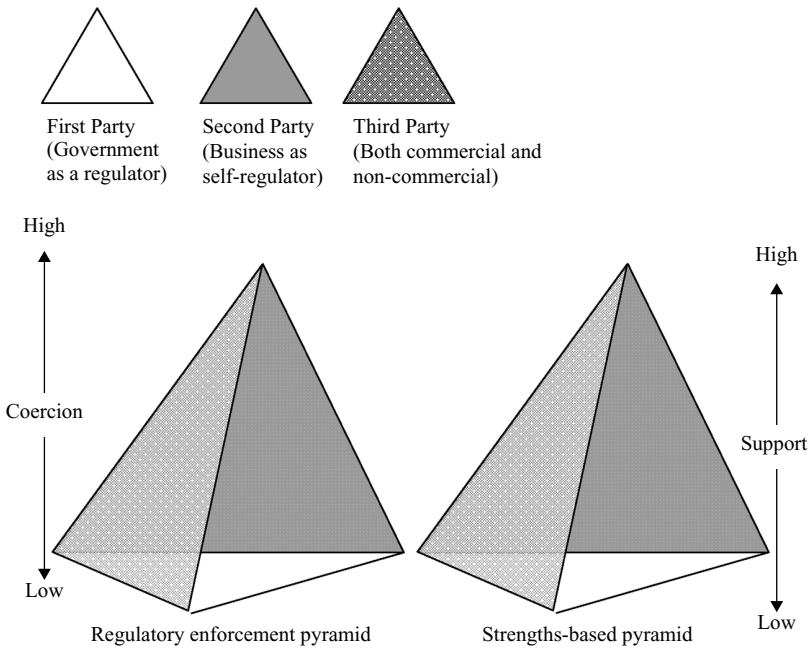 First Party
(Government
as a regulator)
Second Party
(Business as
self-regulator)
Third Party
(Both commercial and
non-commercial)
High
Coercion
Low
High
Support
Low
Regulatory enforcement pyramid
Strengths-based pyramid